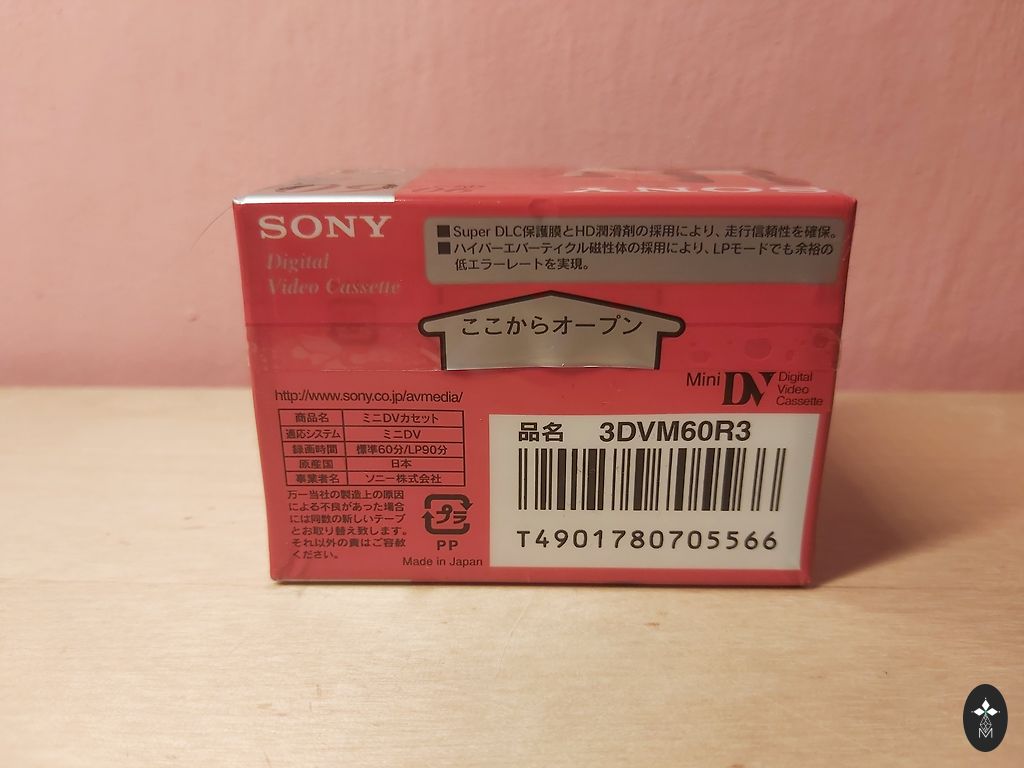 SONY
SONY
Digital
Video Cassette
■Super DLC保護膜とHD潤滑剤の採用により、走行信頼性を確保。
■ハイパーエバーティクル磁性体の採用により、LPモードでも余裕の
低エラーレートを実現。
ここからオープン
Mini DV Digital
Video
Cassette
http://www.sony.co.jp/avmedia/
商品名 ミニDVカセット
適応システム ミニDV
録画時間 標準60分/LP90分
原産国 日本
事業者名 ソニー株式会社
万一当社の製造上の原因
による不良があった場合
には同数の新しいテープ
とお取り替え致します。
それ以外の責はご容赦
ください。
プラ
PP
Made in Japan
品名 3DVM60R3
T4901780705566
M